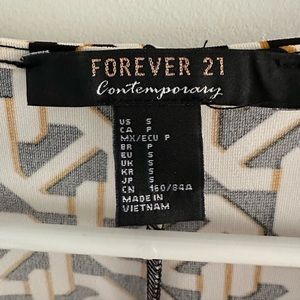 FOREVER 21
Contemporary
US S
CA P
MX/ECU P
BR P
EU S
UK S
KR S
JP S
CN 160/84A
MADE IN
VIETNAM